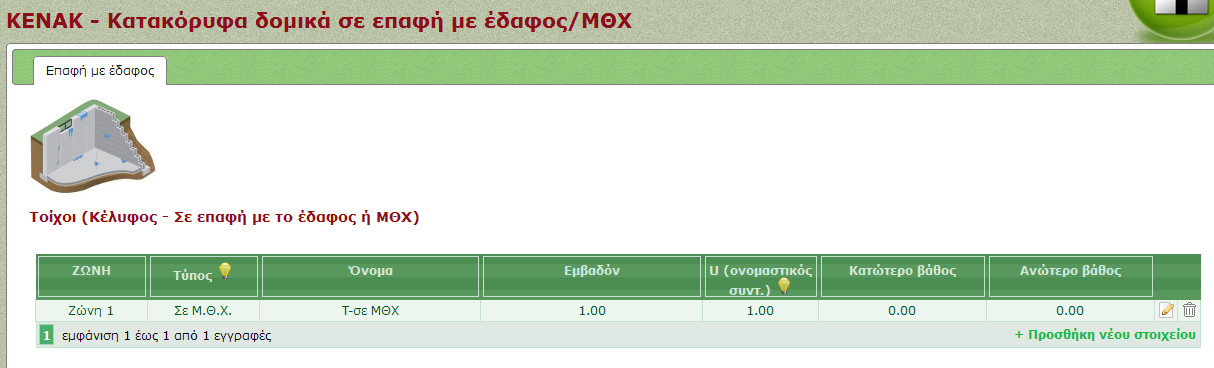 ΚΕΝΑΚ - Κατακόρυφα δομικά σε επαφή με έδαφος/ΜΘΧ
Επαφή με έδαφος
Τοίχοι (Κέλυφος - Σε επαφή με το έδαφος ή ΜΘΧ)
ΖΩΝΗ Τύπος Όνομα Εμβαδόν U (ονομαστικός συντ.) Κατώτερο βάθος Ανώτερο βάθος
Ζώνη 1 Σε Μ.Θ.Χ. Τ-σε ΜΘΧ 1.00 1.00 0.00 0.00
1 εμφάνιση 1 έως 1 από 1 εγγραφές + Προσθήκη νέου στοιχείου